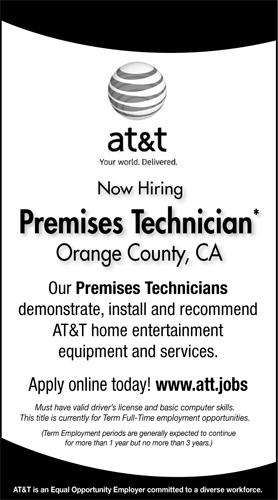 at&t
Your world. Delivered.
Now Hiring
Premises Technician*
Orange County, CA
Our Premises Technicians
demonstrate, install and recommend
AT&T home entertainment
equipment and services.
Apply online today! www.att.jobs
Must have valid driver's license and basic computer skills.
This title is currently for Term Full-Time employment opportunities.
(Term Employment periods are generally expected to continue
for more than 1 year but no more than 3 years.)
AT&T is an Equal Opportunity Employer committed to a diverse workforce.